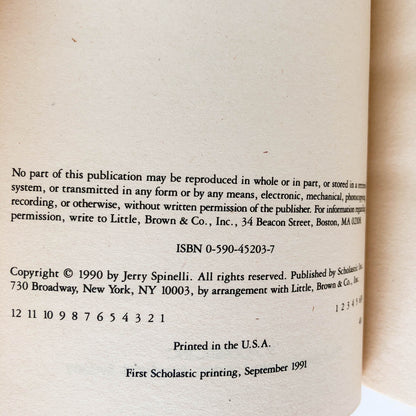 No part of this publication may be reproduced in whole or in part, or stored in a
system, or transmitted in any form or by any means, electronic, mechanical,
recording, or otherwise, without written permission of the publisher. For information
permission, write to Little, Brown & Co., Inc., 34 Beacon Street, Boston, MA
ISBN 0-590-45203-7
Copyright © 1990 by Jerry Spinelli. All rights reserved. Published by Scholastic
730 Broadway, New York, NY 10003, by arrangement with Little, Brown & Co., Inc.
12 11 10 9 8 7 6 5 4 3 2 1 1 2 3 4 5
Printed in the U.S.A.
First Scholastic printing, September 1991